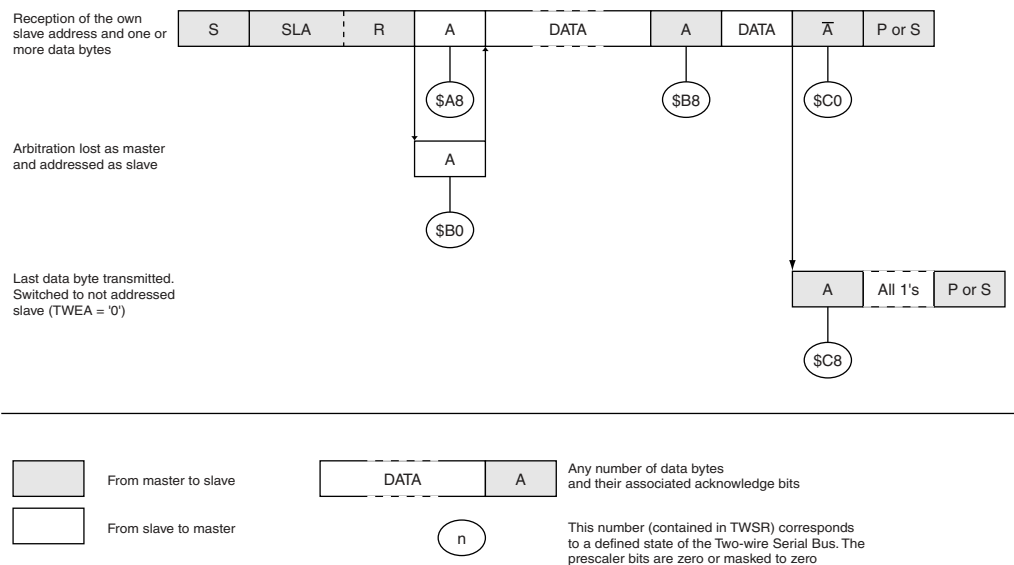 Reception of the own
slave address and one or
more data bytes
S SLA R A DATA A DATA A̅ P or S
$A8 $B8 $C0
Arbitration lost as master
and addressed as slave
A
$B0
Last data byte transmitted.
Switched to not addressed
slave (TWEA = '0')
A All 1's P or S
$C8
From master to slave
DATA A
Any number of data bytes
and their associated acknowledge bits
From slave to master
n
This number (contained in TWSR) corresponds
to a defined state of the Two-wire Serial Bus. The
prescaler bits are zero or masked to zero